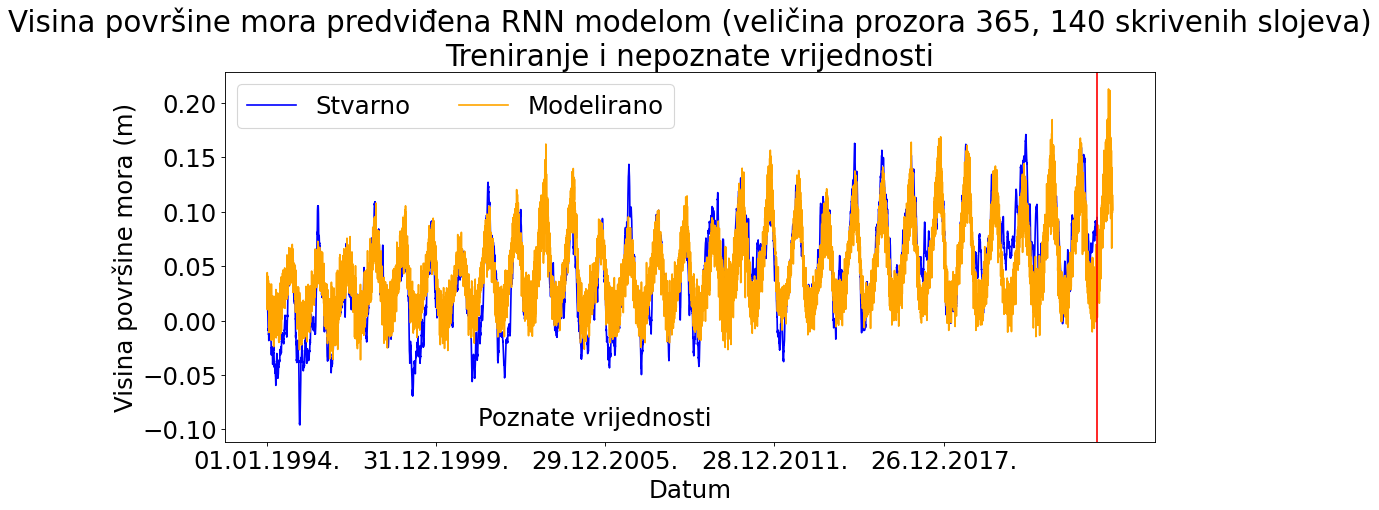 Visina površine mora predviđena RNN modelom (veličina prozora 365, 140 skrivenih slojeva)
Treniranje i nepoznate vrijednosti
Stvarno
Modelirano
Visina površine mora (m)
0.20
0.15
0.10
0.05
0.00
−0.05
−0.10
Poznate vrijednosti
01.01.1994.
31.12.1999.
29.12.2005.
28.12.2011.
26.12.2017.
Datum